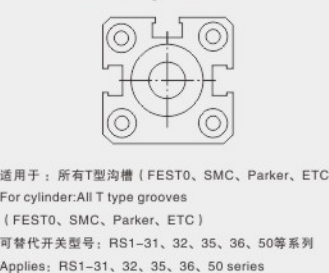 适用于：所有T型沟槽（FESTO、SMC、Parker、ETC
For cylinder:All T type grooves
（FESTO、SMC、Parker、ETC）
可替代开关型号：RS1-31、32、35、36、50等系列
Applies：RS1-31、32、35、36、50 series